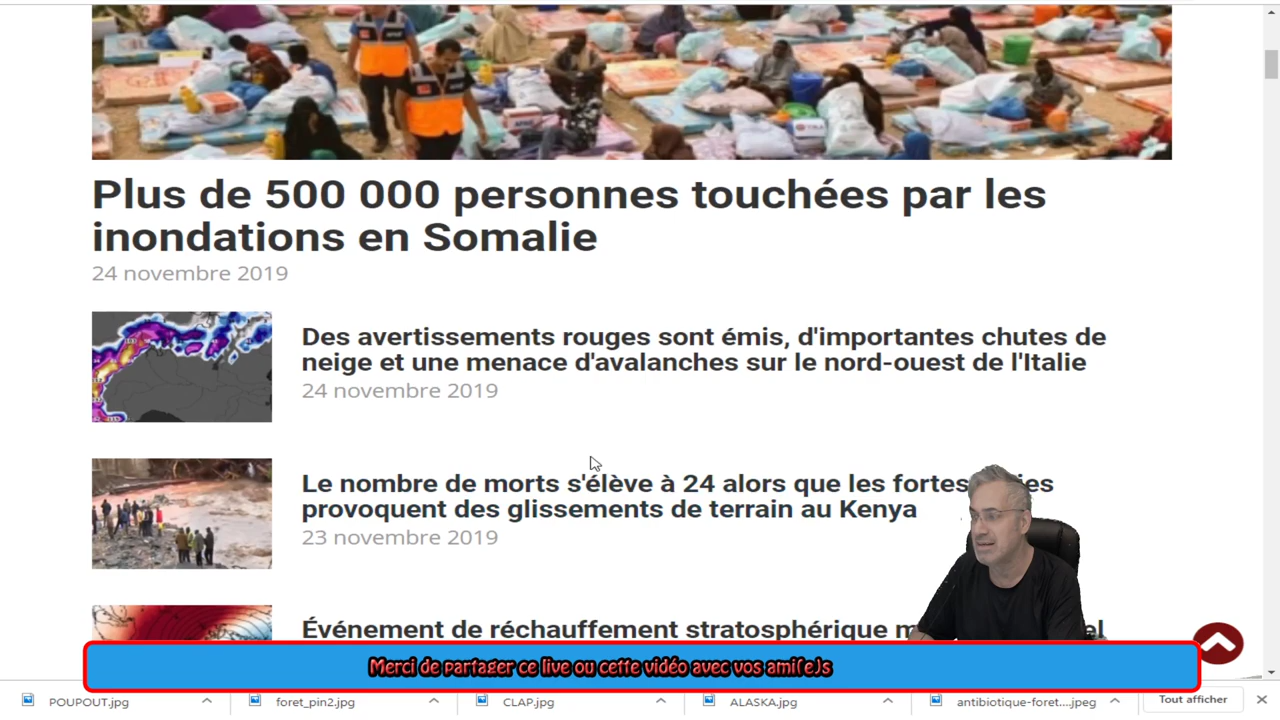 Plus de 500 000 personnes touchées par les
inondations en Somalie
24 novembre 2019
Des avertissements rouges sont émis, d'importantes chutes de
neige et une menace d'avalanches sur le nord-ouest de l'Italie
24 novembre 2019
Le nombre de morts s'élève à 24 alors que les fortes
provoquent des glissements de terrain au Kenya
23 novembre 2019
Événement de réchauffement stratosphérique
Merci de partager ce live ou cette vidéo avec vos ami(e)s
POUPOUT.jpg foret_pin2.jpg CLAP.jpg ALASKA.jpg antibiotique-foret....jpeg Tout afficher